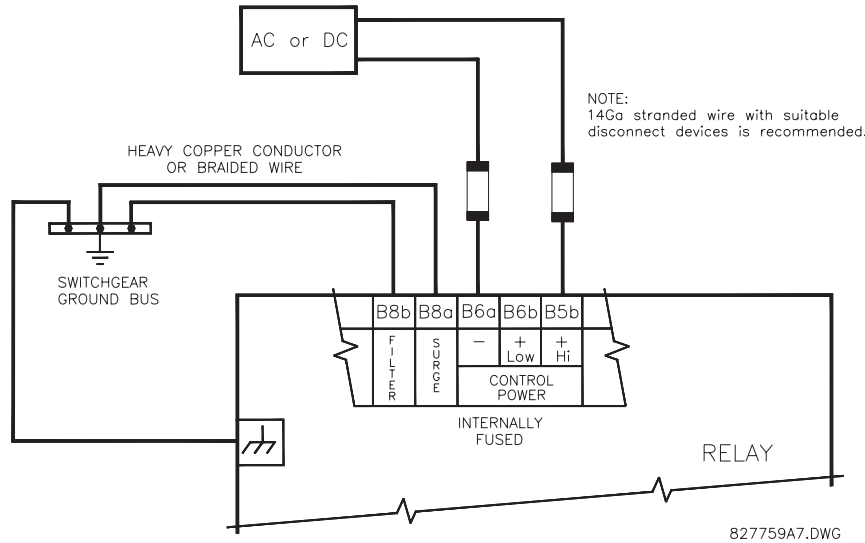 AC or DC
NOTE:
14Ga stranded wire with suitable
disconnect devices is recommended.
HEAVY COPPER CONDUCTOR
OR BRAIDED WIRE
SWITCHGEAR
GROUND BUS
B8b B8a B6a B6b B5b
FILTER
SURGE
–
+
Low
+
Hi
CONTROL
POWER
INTERNALLY
FUSED
RELAY
827759A7.DWG